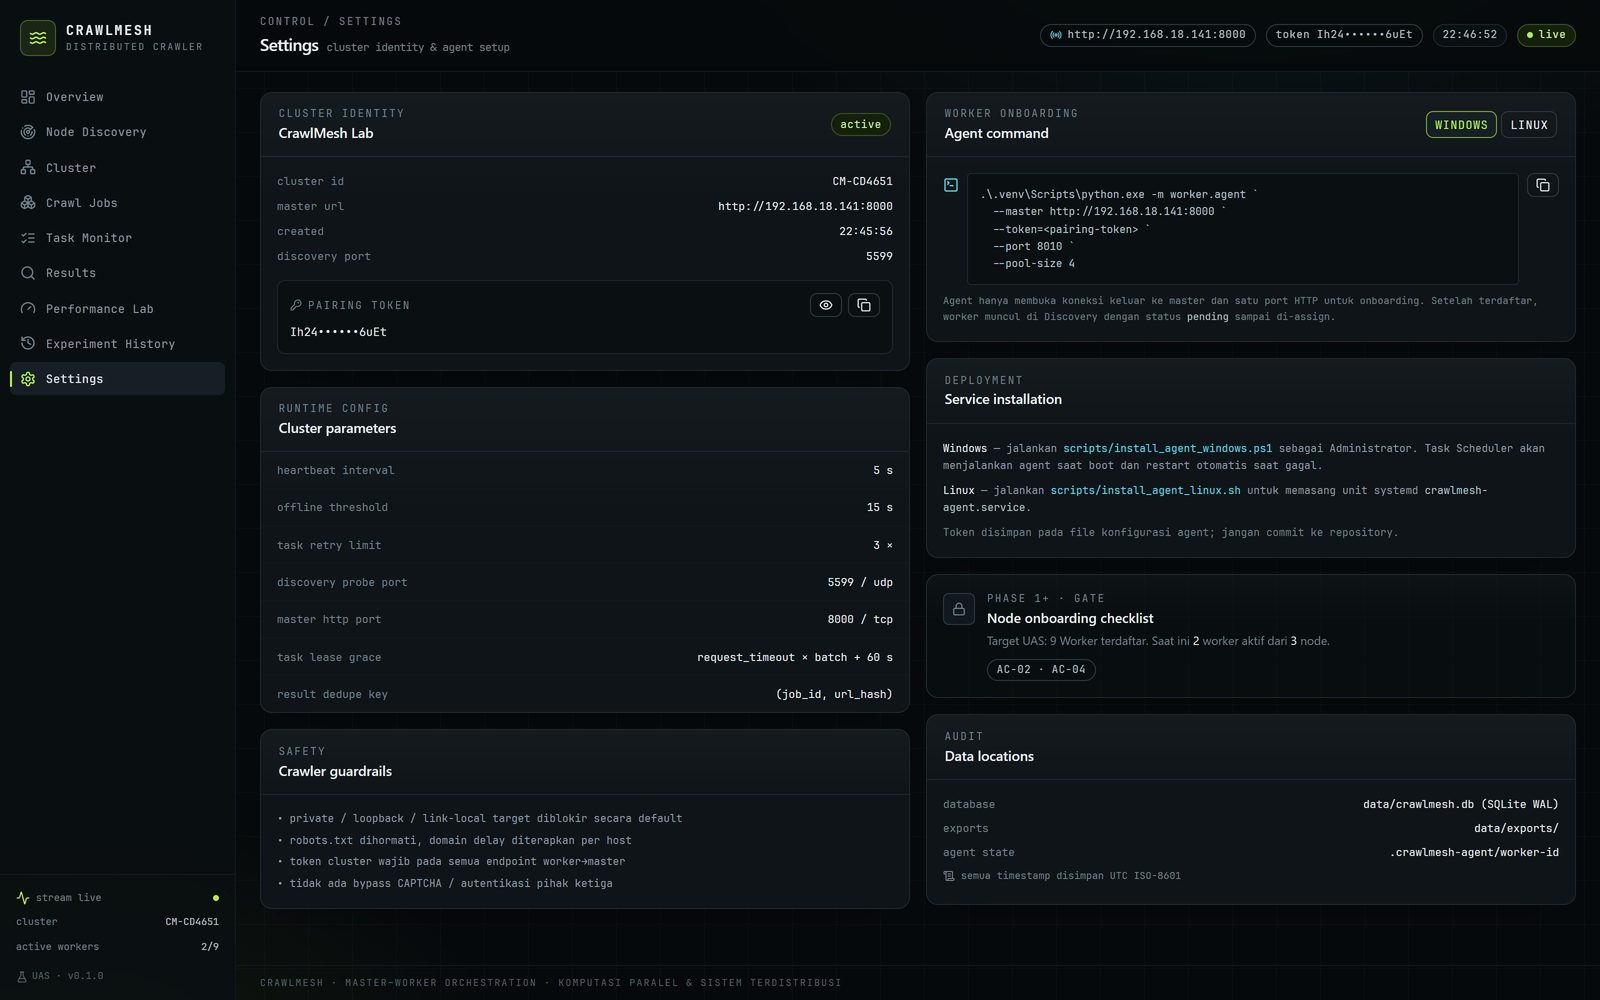 CRAWLMESH
DISTRIBUTED CRAWLER
Overview
Node Discovery
Cluster
Crawl Jobs
Task Monitor
Results
Performance Lab
Experiment History
Settings
stream live
cluster CM-CD4651
active workers 2/9
UAS · v0.1.0
CONTROL / SETTINGS
Settings cluster identity & agent setup
http://192.168.18.141:8000
token Ih24••••••6uEt
22:46:52
live
CLUSTER IDENTITY
CrawlMesh Lab
active
cluster id CM-CD4651
master url http://192.168.18.141:8000
created 22:45:56
discovery port 5599
PAIRING TOKEN
Ih24••••••6uEt
RUNTIME CONFIG
Cluster parameters
heartbeat interval 5 s
offline threshold 15 s
task retry limit 3 ×
discovery probe port 5599 / udp
master http port 8000 / tcp
task lease grace request_timeout × batch + 60 s
result dedupe key (job_id, url_hash)
SAFETY
Crawler guardrails
• private / loopback / link-local target diblokir secara default
• robots.txt dihormati, domain delay diterapkan per host
• token cluster wajib pada semua endpoint worker→master
• tidak ada bypass CAPTCHA / autentikasi pihak ketiga
WORKER ONBOARDING
Agent command
WINDOWS
LINUX
.\.venv\Scripts\python.exe -m worker.agent `
--master http://192.168.18.141:8000 `
--token=<pairing-token> `
--port 8010 `
--pool-size 4
Agent hanya membuka koneksi keluar ke master dan satu port HTTP untuk onboarding. Setelah terdaftar,
worker muncul di Discovery dengan status pending sampai di-assign.
DEPLOYMENT
Service installation
Windows — jalankan scripts/install_agent_windows.ps1 sebagai Administrator. Task Scheduler akan
menjalankan agent saat boot dan restart otomatis saat gagal.
Linux — jalankan scripts/install_agent_linux.sh untuk memasang unit systemd crawlmesh-
agent.service.
Token disimpan pada file konfigurasi agent; jangan commit ke repository.
PHASE 1+ · GATE
Node onboarding checklist
Target UAS: 9 Worker terdaftar. Saat ini 2 worker aktif dari 3 node.
AC-02 · AC-04
AUDIT
Data locations
database data/crawlmesh.db (SQLite WAL)
exports data/exports/
agent state .crawlmesh-agent/worker-id
semua timestamp disimpan UTC ISO-8601
CRAWLMESH · MASTER-WORKER ORCHESTRATION · KOMPUTASI PARALEL & SISTEM TERDISTRIBUSI